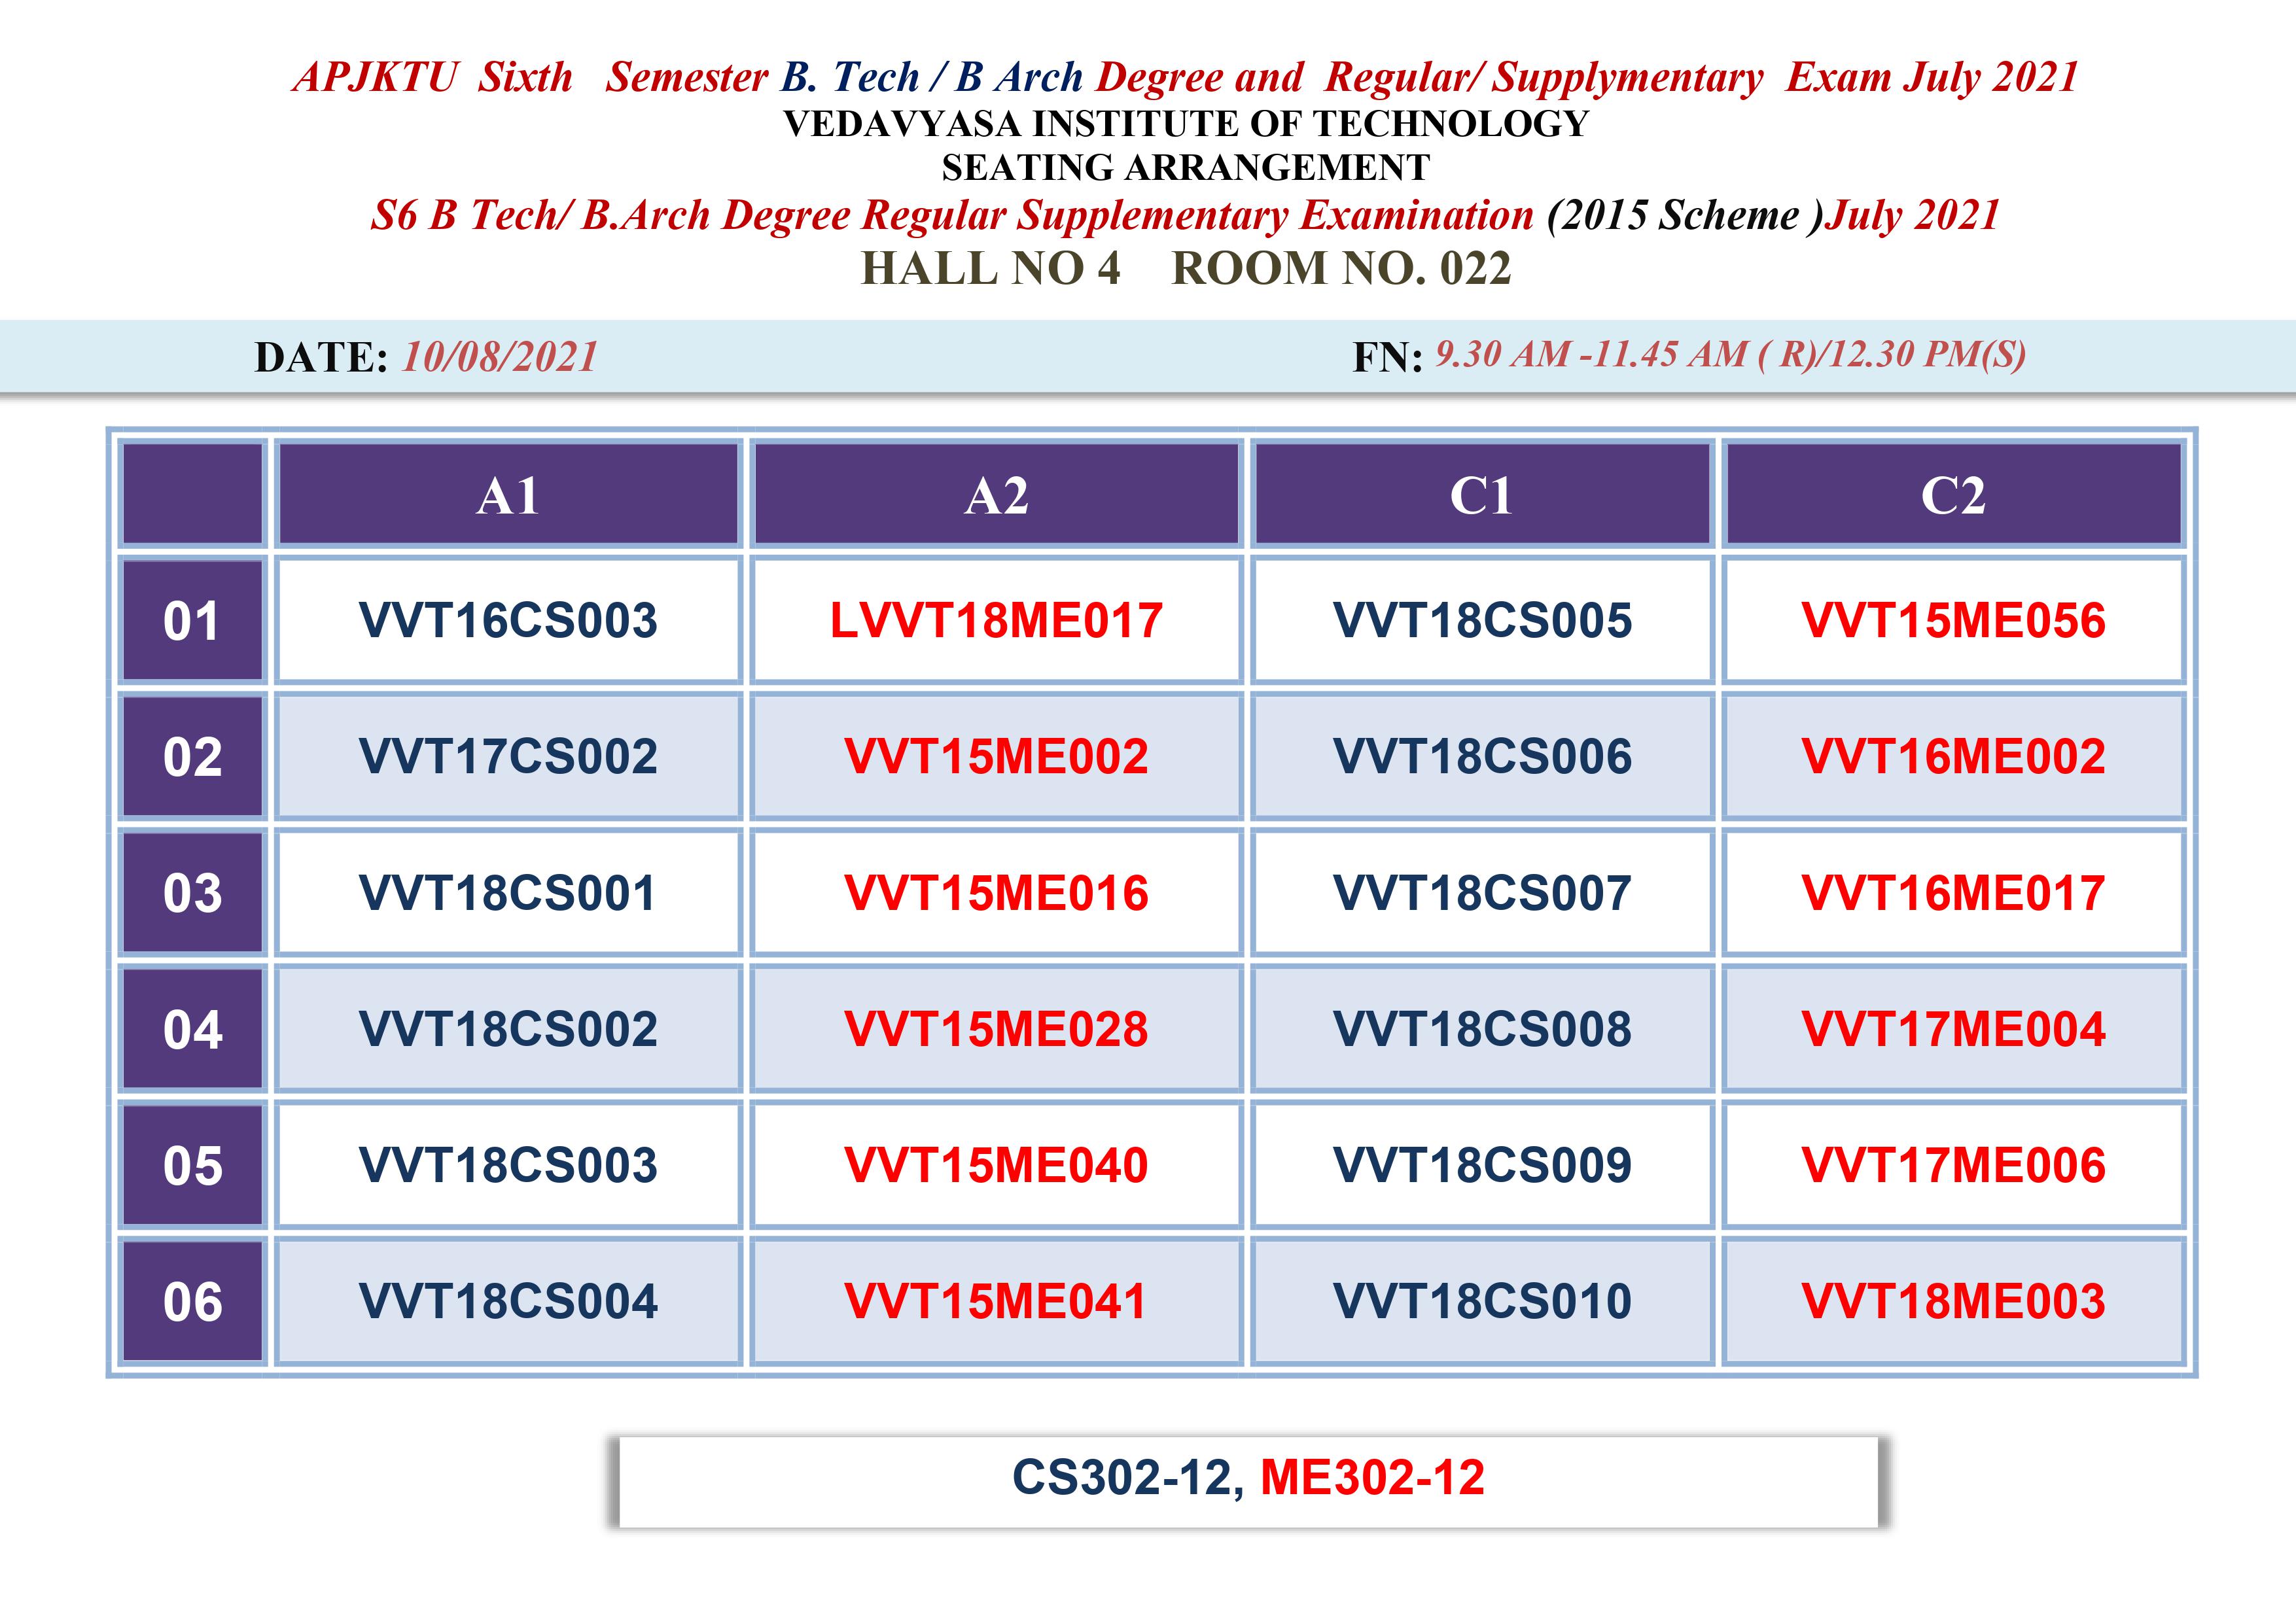 APJKTU Sixth Semester B. Tech / B Arch Degree and Regular/ Supplymentary Exam July 2021
VEDAVYASA INSTITUTE OF TECHNOLOGY
SEATING ARRANGEMENT
S6 B Tech/ B.Arch Degree Regular Supplementary Examination (2015 Scheme )July 2021
HALL NO 4 ROOM NO. 022
DATE: 10/08/2021 FN: 9.30 AM -11.45 AM ( R)/12.30 PM(S)
A1 A2 C1 C2
01 VVT16CS003 LVVT18ME017 VVT18CS005 VVT15ME056
02 VVT17CS002 VVT15ME002 VVT18CS006 VVT16ME002
03 VVT18CS001 VVT15ME016 VVT18CS007 VVT16ME017
04 VVT18CS002 VVT15ME028 VVT18CS008 VVT17ME004
05 VVT18CS003 VVT15ME040 VVT18CS009 VVT17ME006
06 VVT18CS004 VVT15ME041 VVT18CS010 VVT18ME003
CS302-12, ME302-12